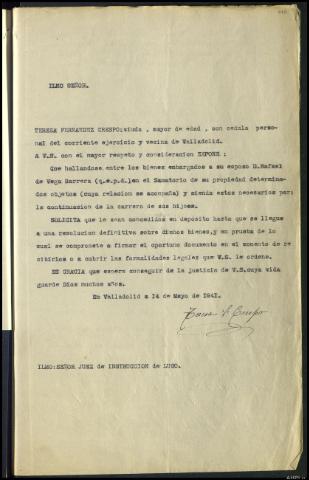 ILMO SEÑOR.
TERESA FERNANDEZ CRESPO;viuda , mayor de edad , con cedula perso-
nal del corriente ejercicio y vecina de Valladolid.
A V.S. con el mayor respeto y consideracion EXPONE :
Que hallandose entre los bienes embargados a su esposo D.Rafael
de Vega Barrera (q.e.p.d.)en el Sanatorio de su propiedad determina-
dos objetos (cuya relacion se acompaña) y siendo estos necesarios par:
la continuacion de la carrera de sus hijos.
SOLICITA que le sean concedidos en depósito hasta que se llegue
a una resolucion definitiva sobre dichos bienes,y en prueba de lo
cual se compromete a firmar el oportuno documento en el momento de re
cibirlos o a cubrir las formalidades legales que V.S. le ordene.
ES GRACIA que espera conseguir de la justicia de V.S.cuya vida
guarde Dios muchos años.
En Valladolid a 14 de Mayo de 1941.
Teresa F. Crespo
ILMO:SEÑOR JUEZ de INSTRUCCION de LUGO.